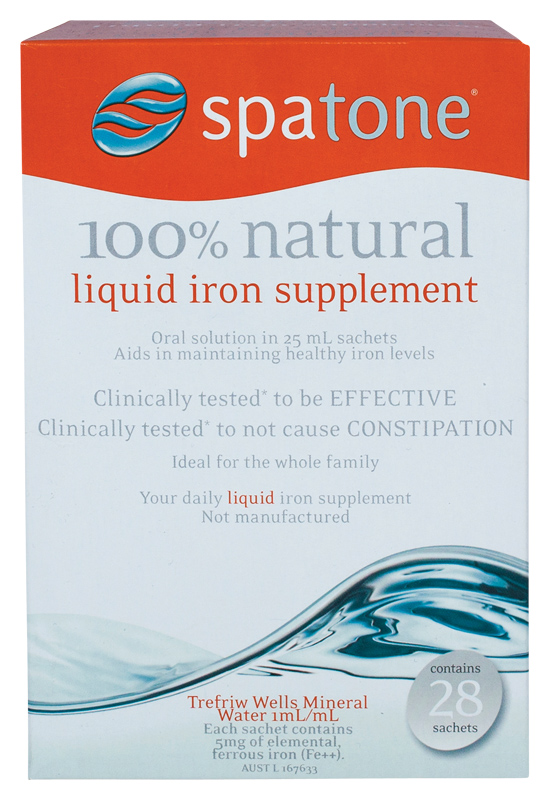 spatone®
100% natural
liquid iron supplement
Oral solution in 25 mL sachets
Aids in maintaining healthy iron levels
Clinically tested* to be EFFECTIVE
Clinically tested* to not cause CONSTIPATION
Ideal for the whole family
Your daily liquid iron supplement
Not manufactured
contains
28
sachets
Trefriw Wells Mineral
Water 1mL/mL
Each sachet contains
5mg of elemental,
ferrous iron (Fe++).
AUST L 167633